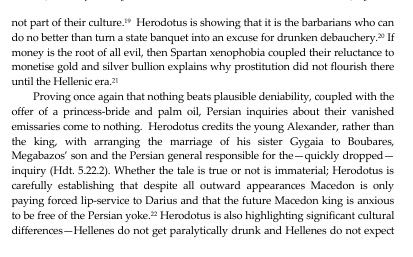 not part of their culture.¹⁹ Herodotus is showing that it is the barbarians who can
do no better than turn a state banquet into an excuse for drunken debauchery.²⁰ If
money is the root of all evil, then Spartan xenophobia coupled their reluctance to
monetise gold and silver bullion explains why prostitution did not flourish there
until the Hellenic era.²¹
Proving once again that nothing beats plausible deniability, coupled with the
offer of a princess-bride and palm oil, Persian inquiries about their vanished
emissaries come to nothing. Herodotus credits the young Alexander, rather than
the king, with arranging the marriage of his sister Gygaia to Boubares,
Megabazos' son and the Persian general responsible for the—quickly dropped—
inquiry (Hdt. 5.22.2). Whether the tale is true or not is immaterial; Herodotus is
carefully establishing that despite all outward appearances Macedon is only
paying forced lip-service to Darius and that the future Macedon king is anxious
to be free of the Persian yoke.²² Herodotus is also highlighting significant cultural
differences—Hellenes do not get paralytically drunk and Hellenes do not expect